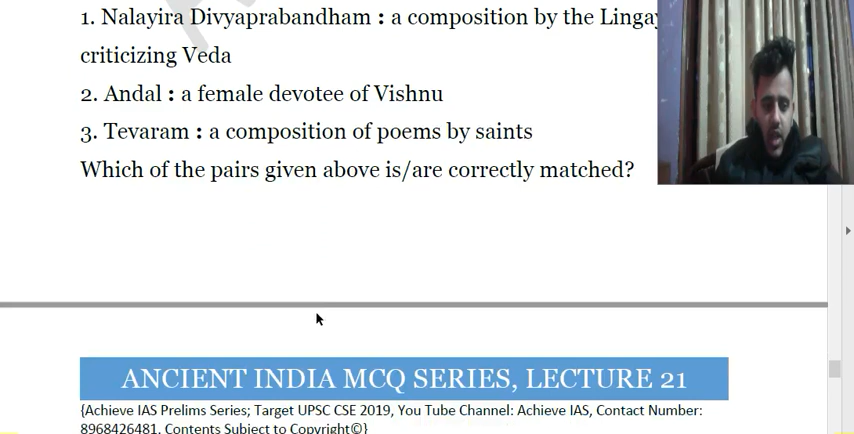 1. Nalayira Divyaprabandham : a composition by the
criticizing Veda
2. Andal : a female devotee of Vishnu
3. Tevaram : a composition of poems by saints
Which of the pairs given above is/are correctly matched?
ANCIENT INDIA MCQ SERIES, LECTURE 21
{Achieve IAS Prelims Series; Target UPSC CSE 2019, You Tube Channel: Achieve IAS, Contact Number:
8968426481. Contents Subject to Copyright©}